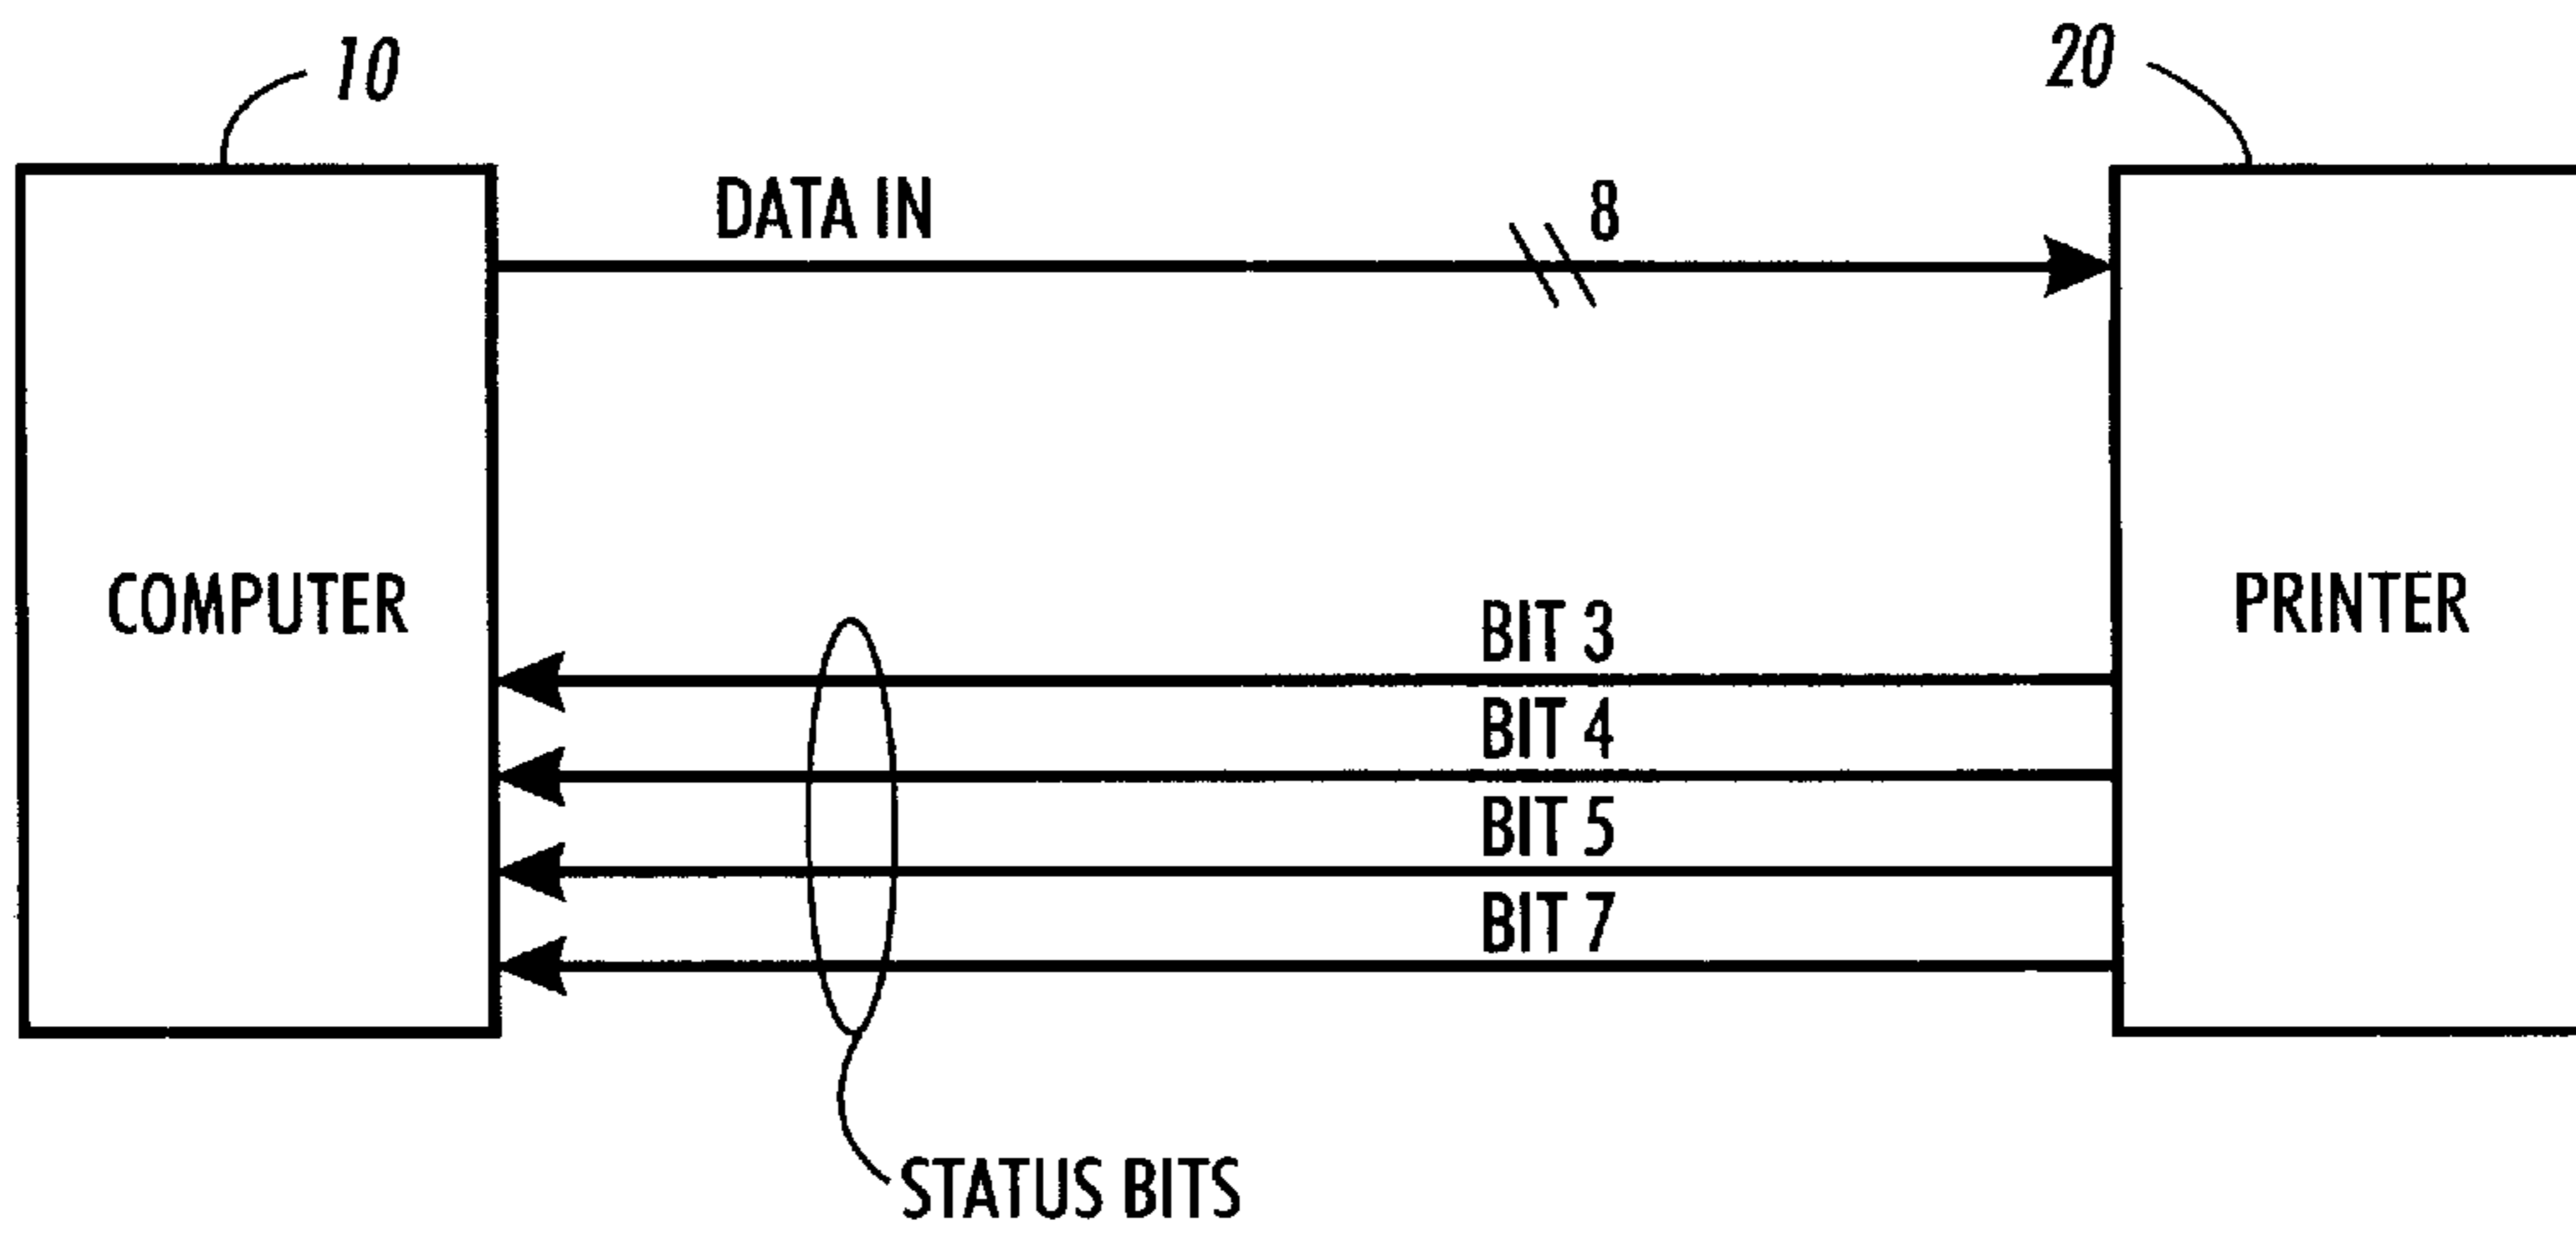 10
20
DATA IN
8
COMPUTER
PRINTER
BIT 3
BIT 4
BIT 5
BIT 7
STATUS BITS